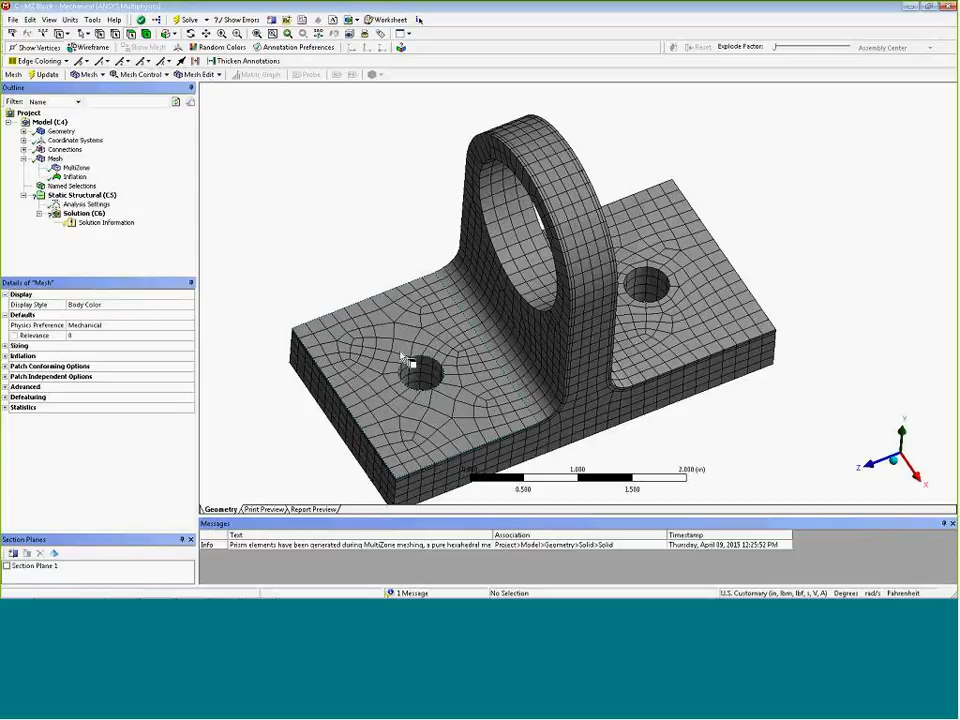 C : MZ Block - Mechanical [ANSYS Multiphysics]
File Edit View Units Tools Help Solve ?/Show Errors Worksheet
Show Vertices Wireframe Show Mesh Random Colors Annotation Preferences Reset Explode Factor: Assembly Center
Edge Coloring Thicken Annotations
Mesh Update Mesh Mesh Control Mesh Edit Metric Graph Probe
Outline
Filter: Name
Project
Model (C4)
Geometry
Coordinate Systems
Connections
Mesh
MultiZone
Inflation
Named Selections
Static Structural (C5)
Analysis Settings
Solution (C6)
Solution Information
Details of "Mesh"
Display
Display Style Body Color
Defaults
Physics Preference Mechanical
Relevance 0
Sizing
Inflation
Patch Conforming Options
Patch Independent Options
Advanced
Defeaturing
Statistics
Section Planes
Section Plane 1
Y
Z
X
0.000 1.000 2.000 (in)
0.500 1.500
Geometry Print Preview Report Preview
Messages
Text Association Timestamp
Info Prism elements have been generated during MultiZone meshing, a pure hexahedral me Project>Model>Geometry>Solid>Solid Thursday, April 09, 2015 12:25:52 PM
1 Message No Selection U.S. Customary (in, lbm, lbf, s, V, A) Degrees rad/s Fahrenheit